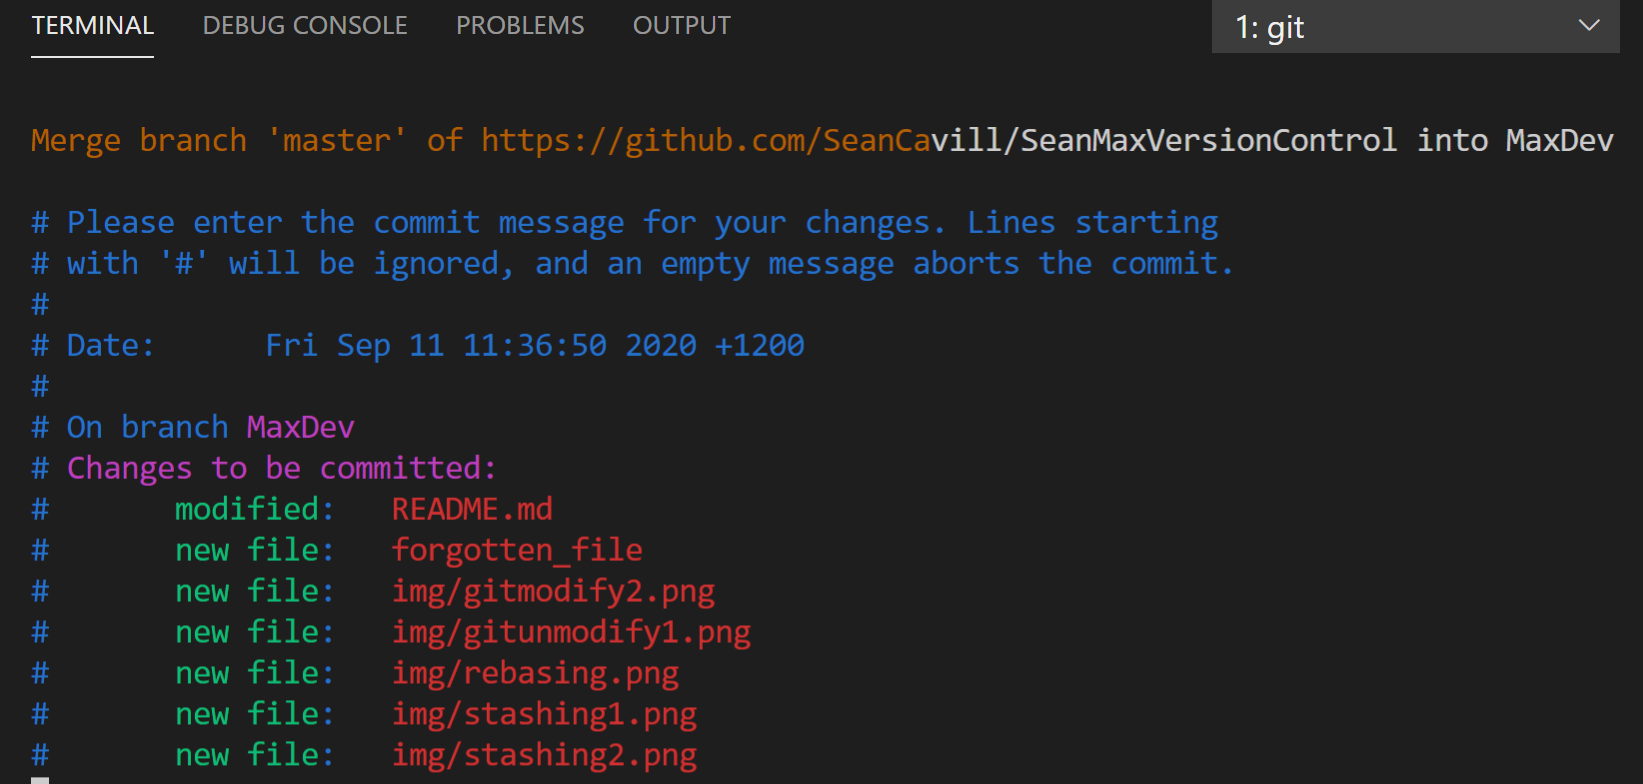 TERMINAL DEBUG CONSOLE PROBLEMS OUTPUT 1: git
Merge branch 'master' of https://github.com/SeanCavill/SeanMaxVersionControl into MaxDev
# Please enter the commit message for your changes. Lines starting
# with '#' will be ignored, and an empty message aborts the commit.
#
# Date:      Fri Sep 11 11:36:50 2020 +1200
#
# On branch MaxDev
# Changes to be committed:
#       modified:   README.md
#       new file:   forgotten_file
#       new file:   img/gitmodify2.png
#       new file:   img/gitunmodify1.png
#       new file:   img/rebasing.png
#       new file:   img/stashing1.png
#       new file:   img/stashing2.png